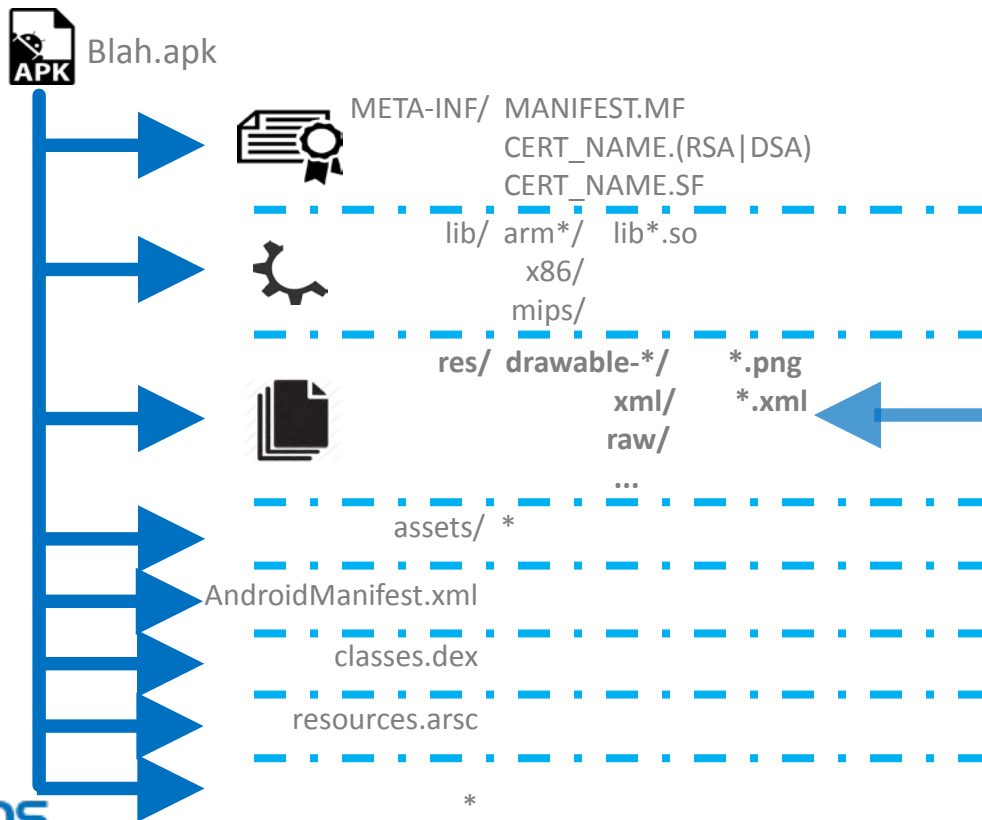 APK
Blah.apk
META-INF/ MANIFEST.MF
CERT_NAME.(RSA|DSA)
CERT_NAME.SF
lib/ arm*/ lib*.so
x86/
mips/
res/ drawable-*/ *.png
xml/ *.xml
raw/
...
assets/ *
AndroidManifest.xml
classes.dex
resources.arsc
*